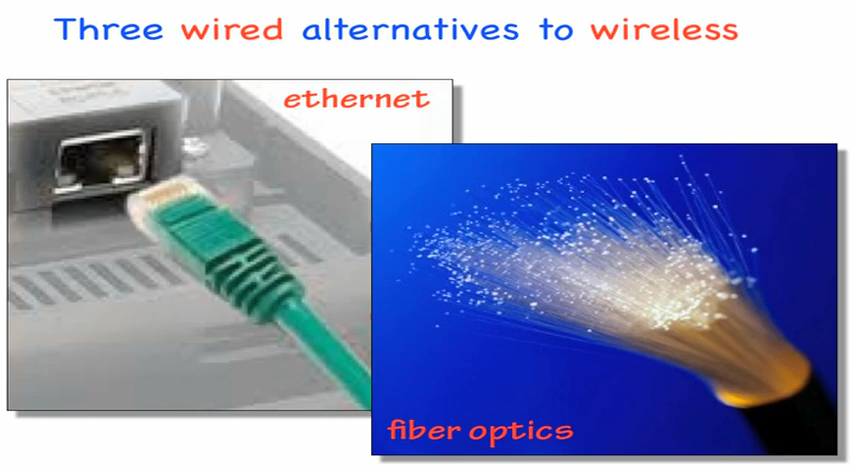 Three wired alternatives to wireless
ethernet
fiber optics